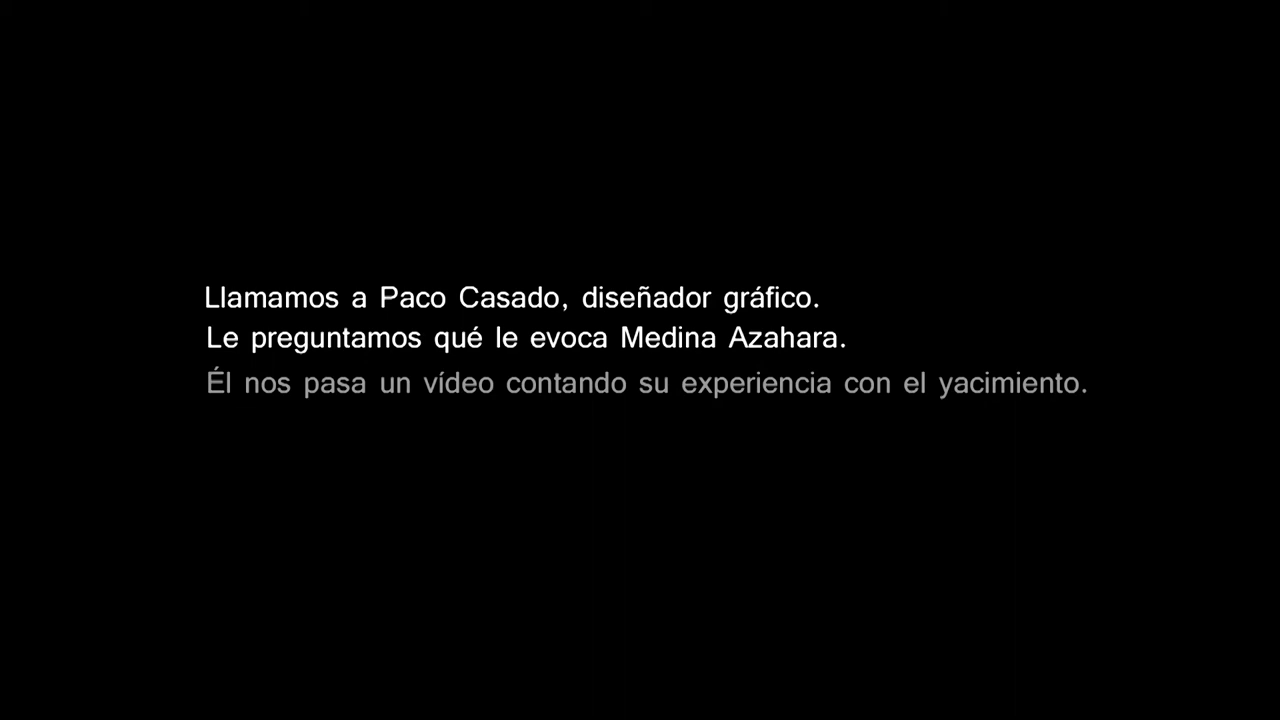 Llamamos a Paco Casado, diseñador gráfico.
Le preguntamos qué le evoca Medina Azahara.
Él nos pasa un vídeo contando su experiencia con el yacimiento.